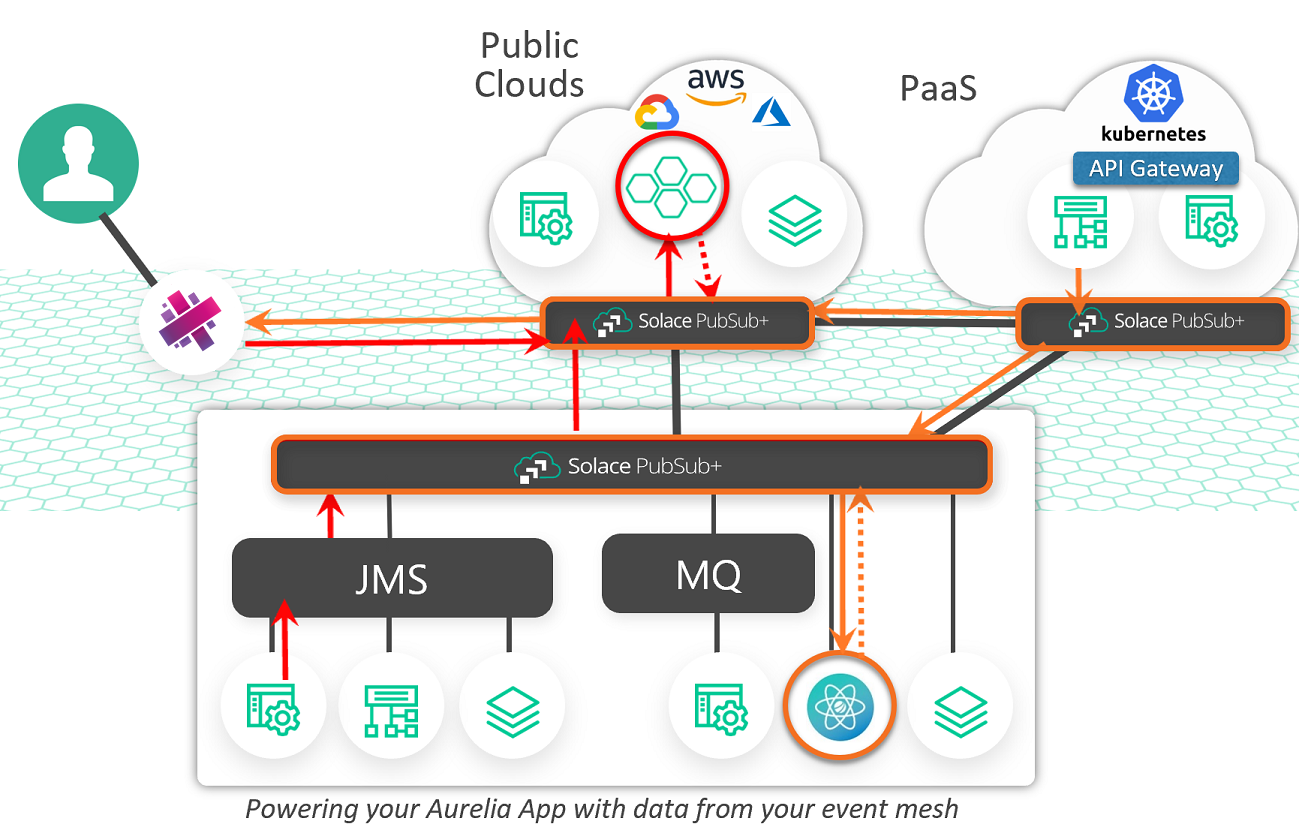 Public
Clouds
aws
PaaS
kubernetes
API Gateway
Solace PubSub+
Solace PubSub+
Solace PubSub+
JMS
MQ
Powering your Aurelia App with data from your event mesh